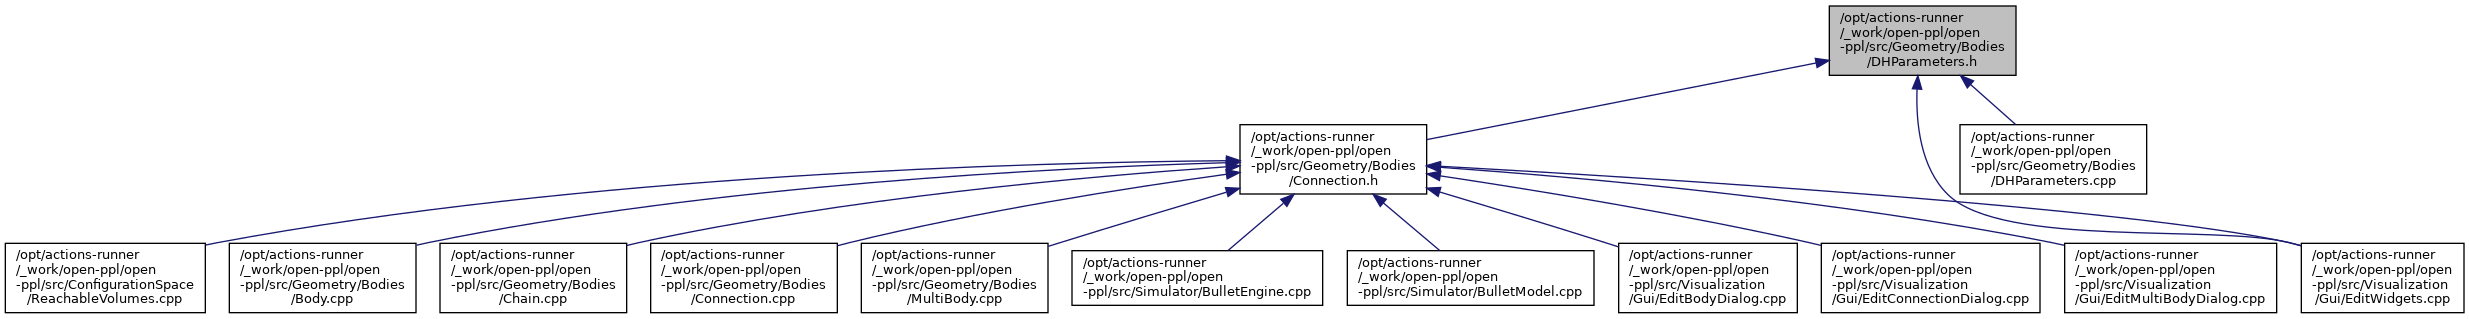 /opt/actions-runner
/_work/open-ppl/open
-ppl/src/Geometry/Bodies
/DHParameters.h
/opt/actions-runner
/_work/open-ppl/open
-ppl/src/Geometry/Bodies
/Connection.h
/opt/actions-runner
/_work/open-ppl/open
-ppl/src/Geometry/Bodies
/DHParameters.cpp
/opt/actions-runner
/_work/open-ppl/open
-ppl/src/ConfigurationSpace
/ReachableVolumes.cpp
/opt/actions-runner
/_work/open-ppl/open
-ppl/src/Geometry/Bodies
/Body.cpp
/opt/actions-runner
/_work/open-ppl/open
-ppl/src/Geometry/Bodies
/Chain.cpp
/opt/actions-runner
/_work/open-ppl/open
-ppl/src/Geometry/Bodies
/Connection.cpp
/opt/actions-runner
/_work/open-ppl/open
-ppl/src/Geometry/Bodies
/MultiBody.cpp
/opt/actions-runner
/_work/open-ppl/open
-ppl/src/Simulator/BulletEngine.cpp
/opt/actions-runner
/_work/open-ppl/open
-ppl/src/Simulator/BulletModel.cpp
/opt/actions-runner
/_work/open-ppl/open
-ppl/src/Visualization
/Gui/EditBodyDialog.cpp
/opt/actions-runner
/_work/open-ppl/open
-ppl/src/Visualization
/Gui/EditConnectionDialog.cpp
/opt/actions-runner
/_work/open-ppl/open
-ppl/src/Visualization
/Gui/EditMultiBodyDialog.cpp
/opt/actions-runner
/_work/open-ppl/open
-ppl/src/Visualization
/Gui/EditWidgets.cpp